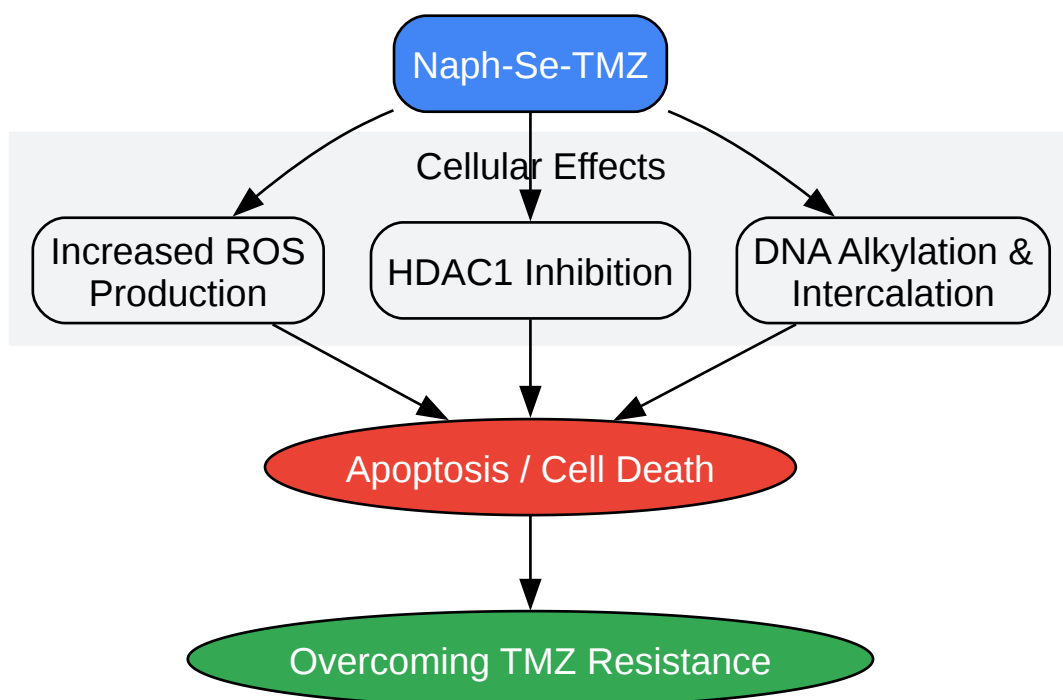 Naph-Se-TMZ
Cellular Effects
Increased ROS
Production
HDAC1 Inhibition
DNA Alkylation &
Intercalation
Apoptosis / Cell Death
Overcoming TMZ Resistance